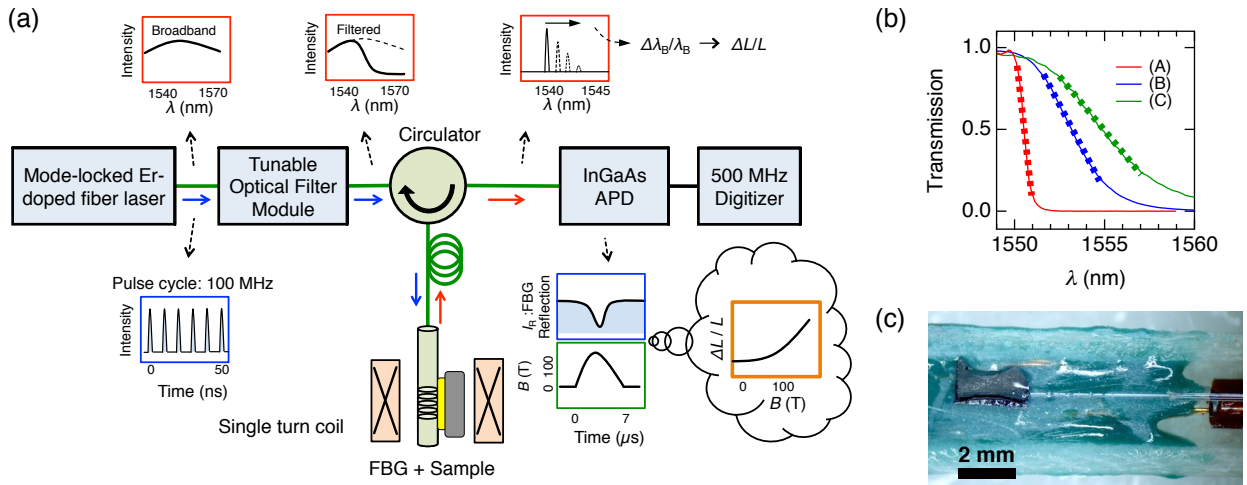 (a)
Intensity
Broadband
1540
1570
λ (nm)
Intensity
Filtered
1540
1570
λ (nm)
Intensity
1540
1545
λ (nm)
Δλ_B/λ_B → ΔL/L
Mode-locked Er-
doped fiber laser
Tunable
Optical Filter
Module
Circulator
InGaAs
APD
500 MHz
Digitizer
Pulse cycle: 100 MHz
Intensity
0
50
Time (ns)
Single turn coil
FBG + Sample
I_R :FBG
Reflection
B (T)
0 100
0
7
Time (μs)
ΔL / L
0
100
B (T)
(b)
Transmission
1.0
0.5
0.0
(A)
(B)
(C)
1550
1555
1560
λ (nm)
(c)
2 mm